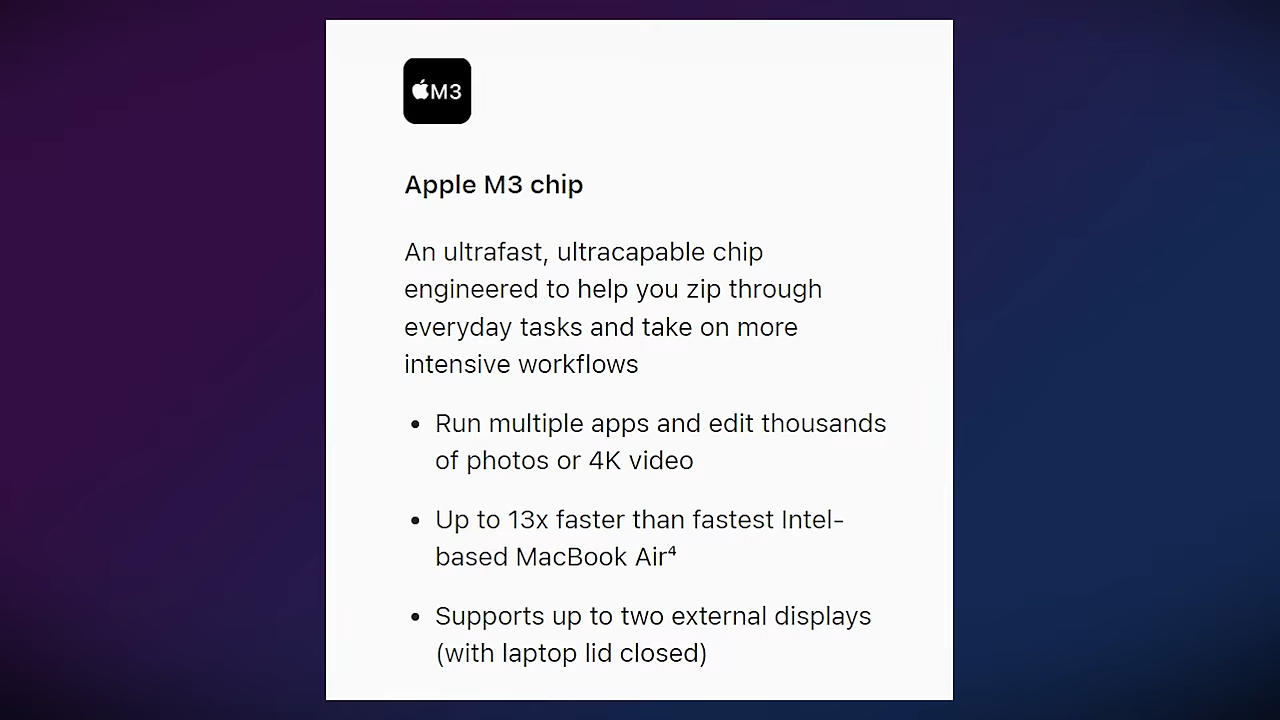 M3
Apple M3 chip
An ultrafast, ultracapable chip
engineered to help you zip through
everyday tasks and take on more
intensive workflows
• Run multiple apps and edit thousands
of photos or 4K video
• Up to 13x faster than fastest Intel-
based MacBook Air⁴
• Supports up to two external displays
(with laptop lid closed)